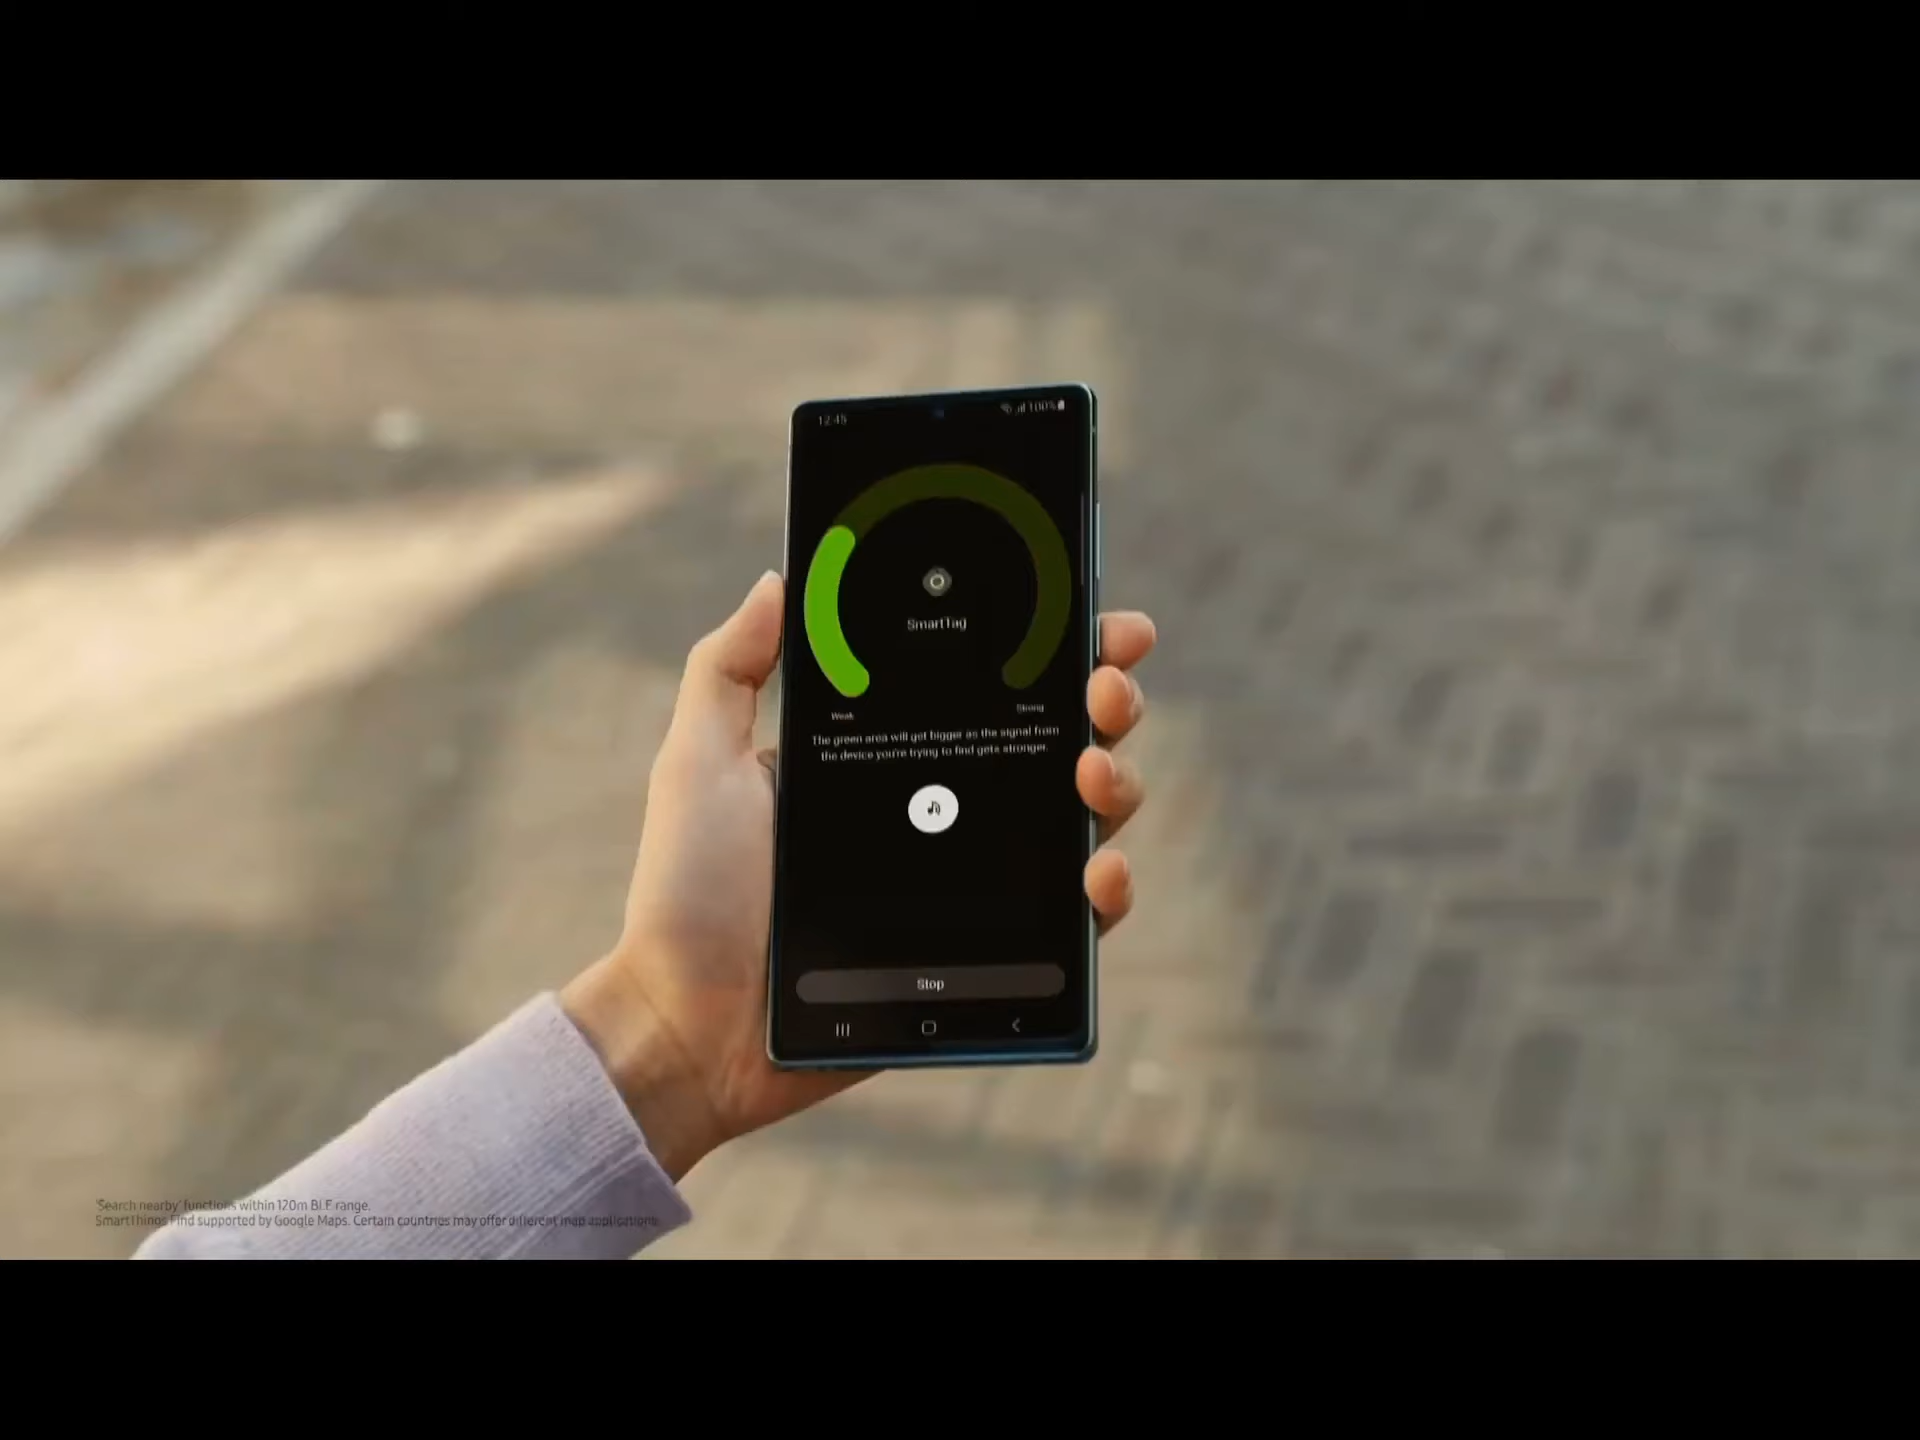 12:45
100%
SmartTag
Weak
Strong
The green area will get bigger as the signal from
the device you're trying to find gets stronger.
Stop
'Search nearby' functions within 120m BLE range.
SmartThings Find supported by Google Maps. Certain countries may offer different map applications.